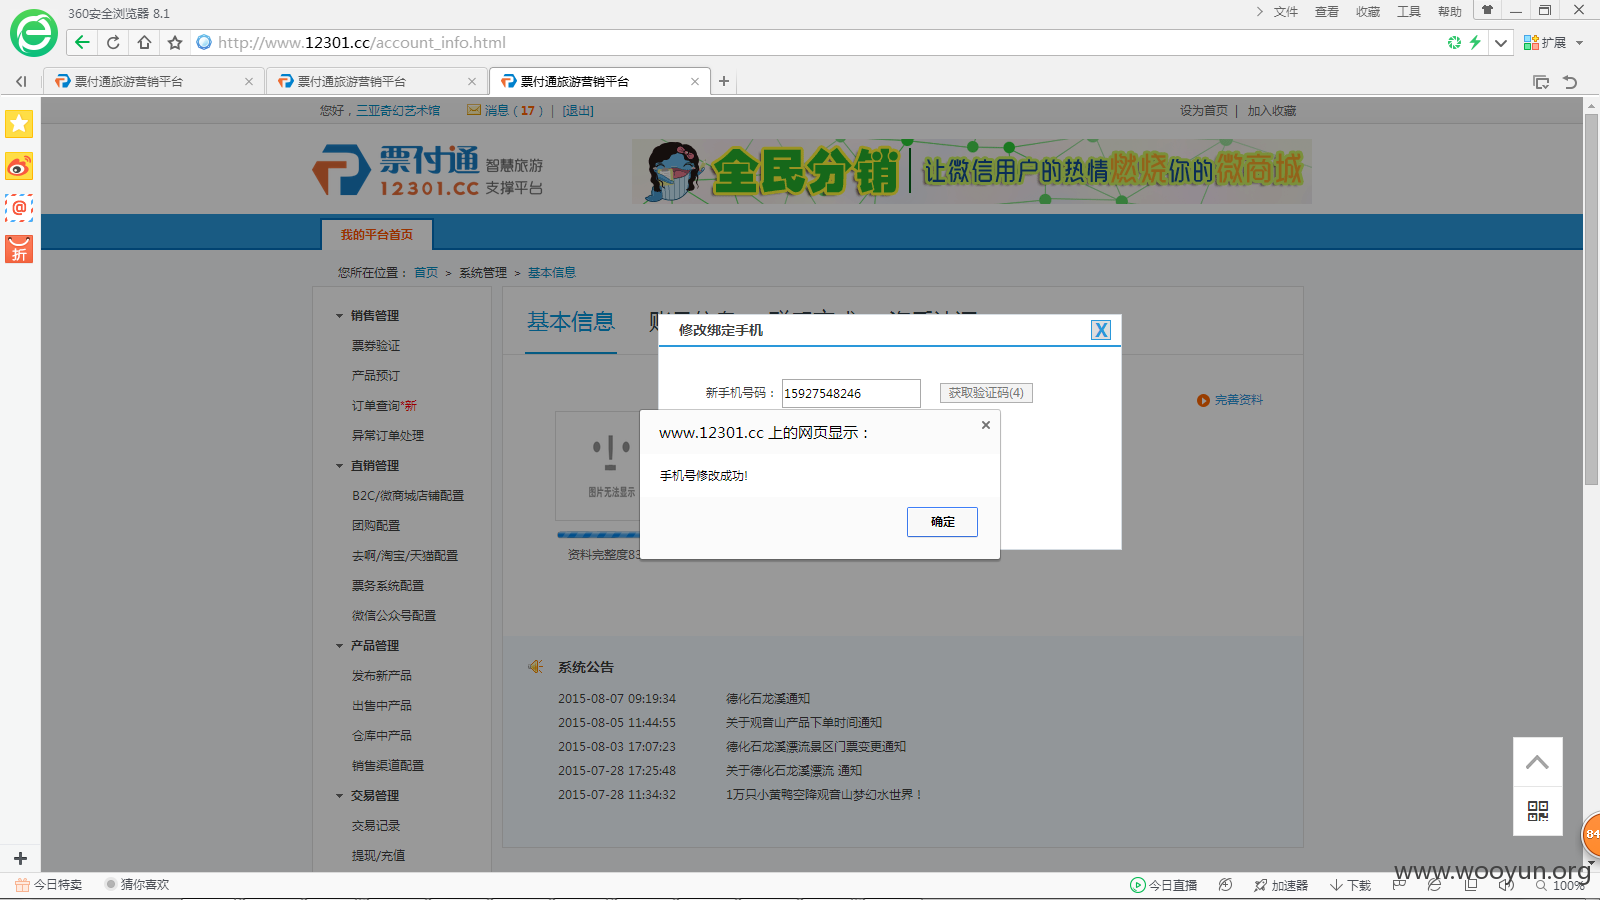 360安全浏览器 8.1
文件 查看 收藏 工具 帮助
http://www.12301.cc/account_info.html
扩展
票付通旅游营销平台
票付通旅游营销平台
票付通旅游营销平台
您好，三亚奇幻艺术馆 消息（17）| [退出]
设为首页 | 加入收藏
票付通 12301.CC
智慧旅游
支撑平台
全民分销 让微信用户的热情燃烧你的微商城
折
我的平台首页
您所在位置： 首页 > 系统管理 > 基本信息
销售管理
票券验证
产品预订
订单查询*新
异常订单处理
直销管理
B2C/微商城店铺配置
团购配置
去啊/淘宝/天猫配置
票务系统配置
微信公众号配置
产品管理
发布新产品
出售中产品
仓库中产品
销售渠道配置
交易管理
交易记录
提现/充值
基本信息
修改绑定手机
X
新手机号码： 15927548246 获取验证码(4)
完善资料
www.12301.cc 上的网页显示：
手机号修改成功!
确定
图片无法显示
资料完整度83
系统公告
2015-08-07 09:19:34 德化石龙溪通知
2015-08-05 11:44:55 关于观音山产品下单时间通知
2015-08-03 17:07:23 德化石龙溪漂流景区门票变更通知
2015-07-28 17:25:48 关于德化石龙溪漂流 通知
2015-07-28 11:34:32 1万只小黄鸭空降观音山梦幻水世界！
84
今日特卖 猜你喜欢
今日直播 加速器 下载 100%
www.wooyun.org